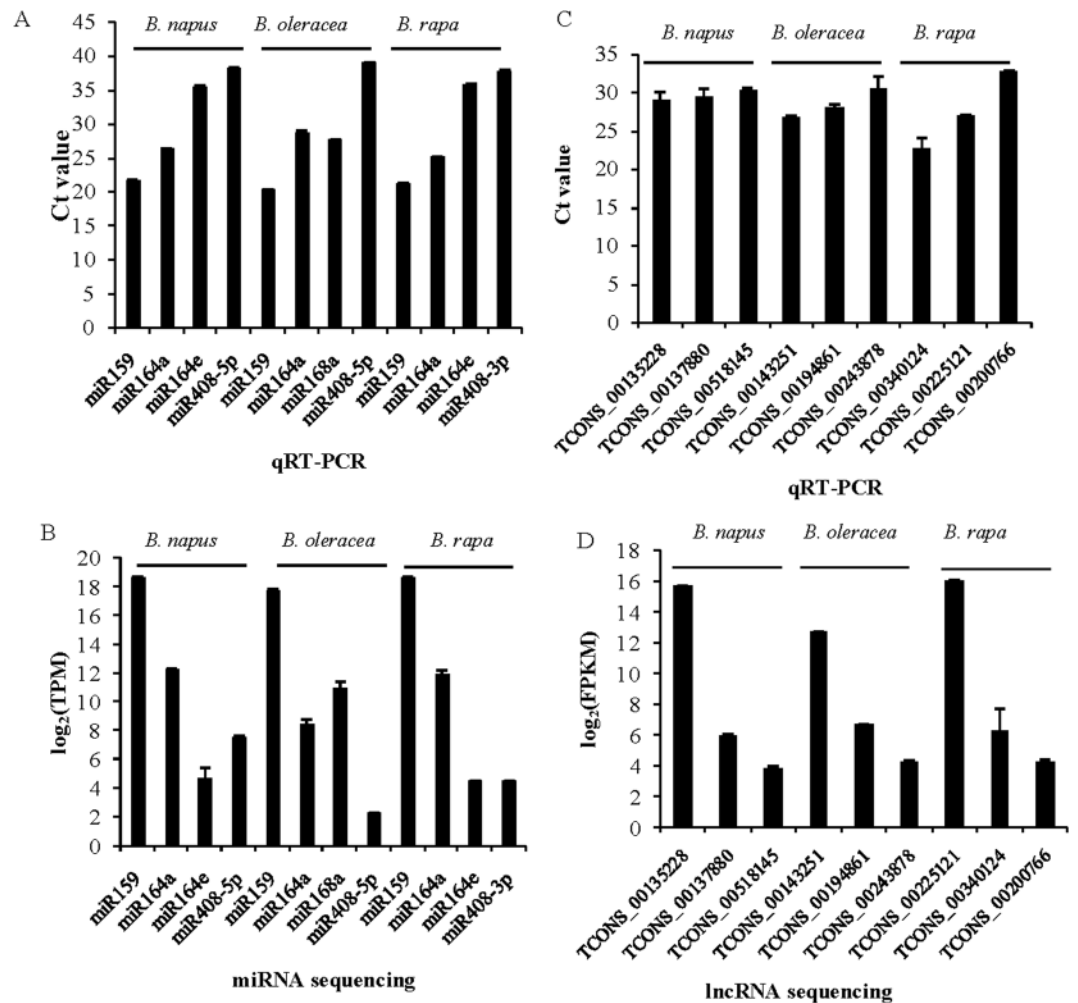 A
B. napus B. oleracea B. rapa
Ct value
45
40
35
30
25
20
15
10
5
0
miR159
miR164a
miR164e
miR408-5p
miR159
miR164a
miR168a
miR408-5p
miR159
miR164a
miR164e
miR408-3p
qRT-PCR
C
B. napus B. oleracea B. rapa
Ct value
35
30
25
20
15
10
5
0
TCONS_00135228
TCONS_00137880
TCONS_00518145
TCONS_00143251
TCONS_00194861
TCONS_00243878
TCONS_00340124
TCONS_00225121
TCONS_00200766
qRT-PCR
B
B. napus B. oleracea B. rapa
log₂(TPM)
20
18
16
14
12
10
8
6
4
2
0
miR159
miR164a
miR164e
miR408-5p
miR159
miR164a
miR168a
miR408-5p
miR159
miR164a
miR164e
miR408-3p
miRNA sequencing
D
B. napus B. oleracea B. rapa
log₂(FPKM)
18
16
14
12
10
8
6
4
2
0
TCONS_00135228
TCONS_00137880
TCONS_00518145
TCONS_00143251
TCONS_00194861
TCONS_00243878
TCONS_00225121
TCONS_00340124
TCONS_00200766
lncRNA sequencing